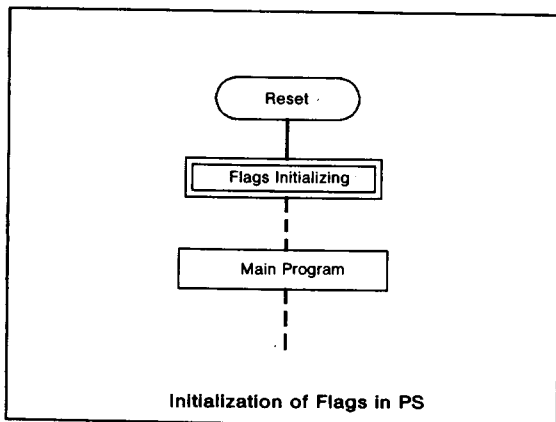 Reset
Flags Initializing
Main Program
Initialization of Flags in PS